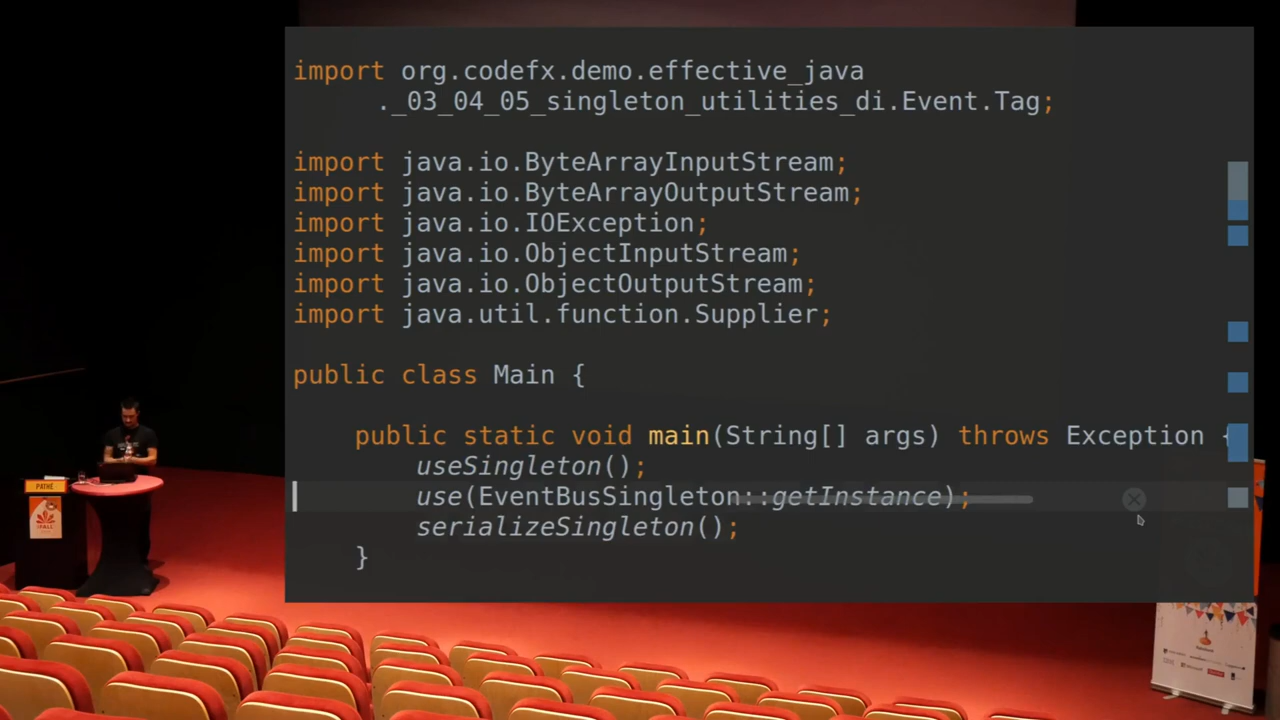 import org.codefx.demo.effective_java
._03_04_05_singleton_utilities_di.Event.Tag;
import java.io.ByteArrayInputStream;
import java.io.ByteArrayOutputStream;
import java.io.IOException;
import java.io.ObjectInputStream;
import java.io.ObjectOutputStream;
import java.util.function.Supplier;
public class Main {
public static void main(String[] args) throws Exception {
useSingleton();
use(EventBusSingleton::getInstance);
serializeSingleton();
}
PATHÉ